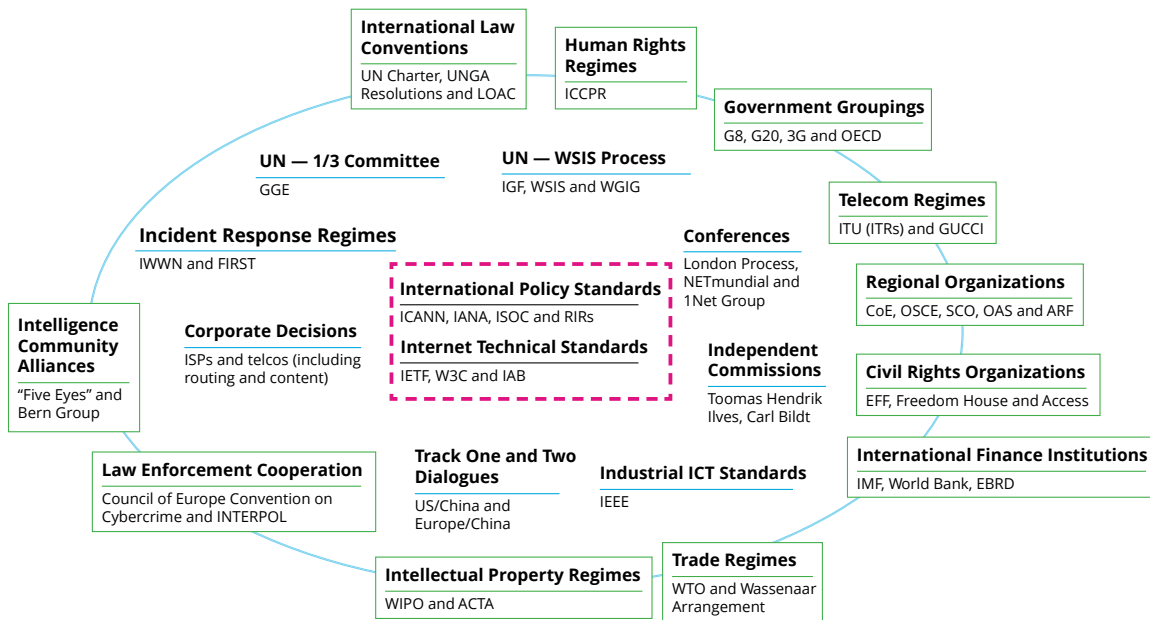 International Law
Conventions
UN Charter, UNGA
Resolutions and LOAC
Human Rights
Regimes
ICCPR
Government Groupings
G8, G20, 3G and OECD
UN — 1/3 Committee
GGE
UN — WSIS Process
IGF, WSIS and WGIG
Telecom Regimes
ITU (ITRs) and GUCCI
Incident Response Regimes
IWWN and FIRST
Conferences
London Process,
NETmundial and
1Net Group
International Policy Standards
ICANN, IANA, ISOC and RIRs
Internet Technical Standards
IETF, W3C and IAB
Regional Organizations
CoE, OSCE, SCO, OAS and ARF
Intelligence
Community
Alliances
“Five Eyes” and
Bern Group
Corporate Decisions
ISPs and telcos (including
routing and content)
Independent
Commissions
Toomas Hendrik
Ilves, Carl Bildt
Civil Rights Organizations
EFF, Freedom House and Access
Law Enforcement Cooperation
Council of Europe Convention on
Cybercrime and INTERPOL
Track One and Two
Dialogues
US/China and
Europe/China
Industrial ICT Standards
IEEE
International Finance Institutions
IMF, World Bank, EBRD
Intellectual Property Regimes
WIPO and ACTA
Trade Regimes
WTO and Wassenaar
Arrangement